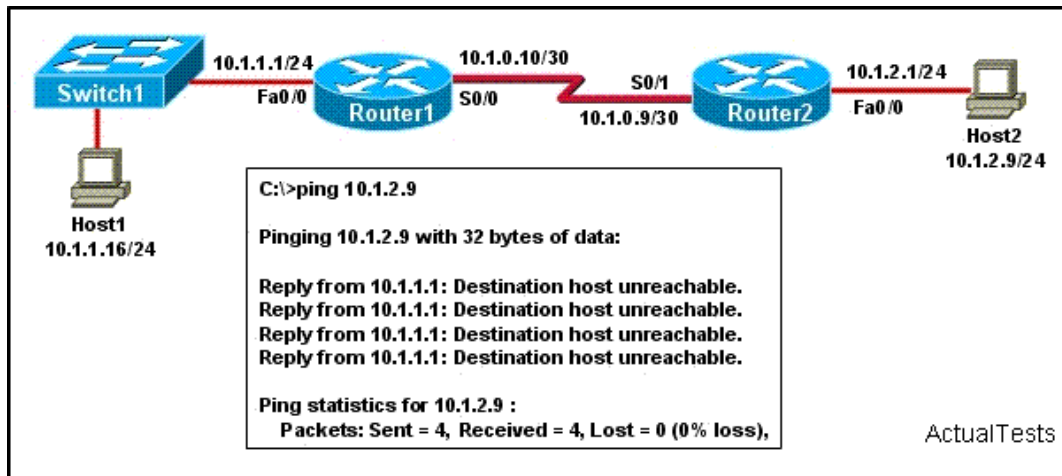 10.1.1.1/24
10.1.0.10/30
Switch1
Fa0/0
Router1
S0/0
S0/1
10.1.0.9/30
Router2
10.1.2.1/24
Fa0/0
Host2
10.1.2.9/24
Host1
10.1.1.16/24
C:\>ping 10.1.2.9
Pinging 10.1.2.9 with 32 bytes of data:
Reply from 10.1.1.1: Destination host unreachable.
Reply from 10.1.1.1: Destination host unreachable.
Reply from 10.1.1.1: Destination host unreachable.
Reply from 10.1.1.1: Destination host unreachable.
Ping statistics for 10.1.2.9 :
Packets: Sent = 4, Received = 4, Lost = 0 (0% loss),
ActualTests